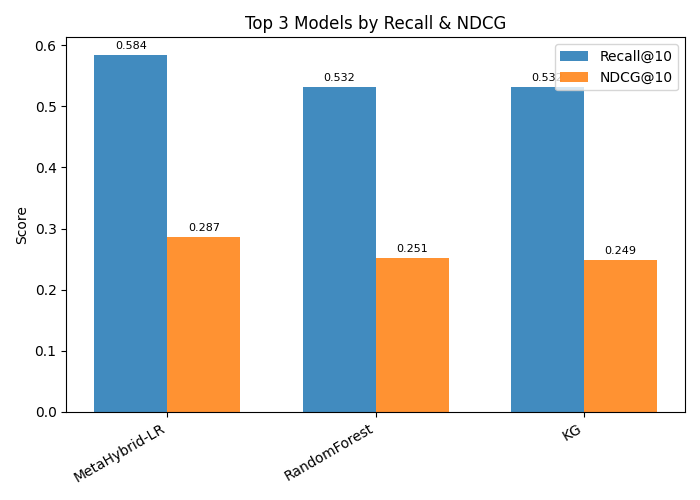 Top 3 Models by Recall & NDCG
0.6
0.5
0.4
0.3
0.2
0.1
0.0
Score
0.584
0.287
0.532
0.251
0.249
Recall@10
NDCG@10
MetaHybrid-LR
RandomForest
KG